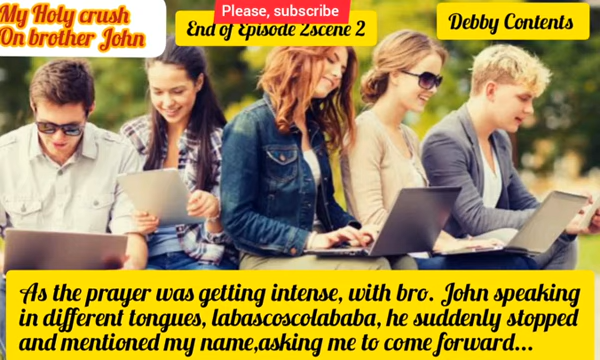 My Holy crush
On brother John
Please, subscribe
End of Episode 2scene 2
Debby Contents
As the prayer was getting intense, with bro. John speaking
in different tongues, labascoscolababa, he suddenly stopped
and mentioned my name,asking me to come forward...